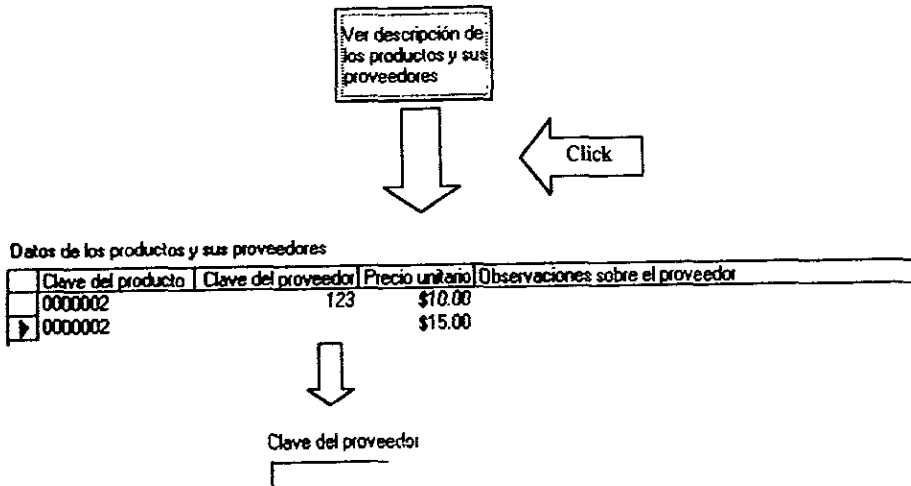 Ver descripción de
los productos y sus
proveedores
Click
Datos de los productos y sus proveedores
Clave del producto Clave del proveedor Precio unitario Observaciones sobre el proveedor
0000002 123 $10.00
0000002 $15.00
Clave del proveedor